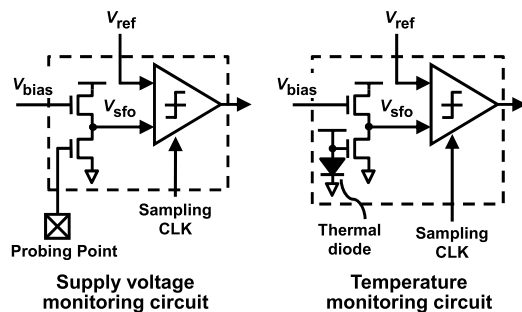 Vref
Vbias
Vsfo
Sampling
CLK
Probing Point
Supply voltage
monitoring circuit
Vref
Vbias
Vsfo
Thermal
diode
Sampling
CLK
Temperature
monitoring circuit